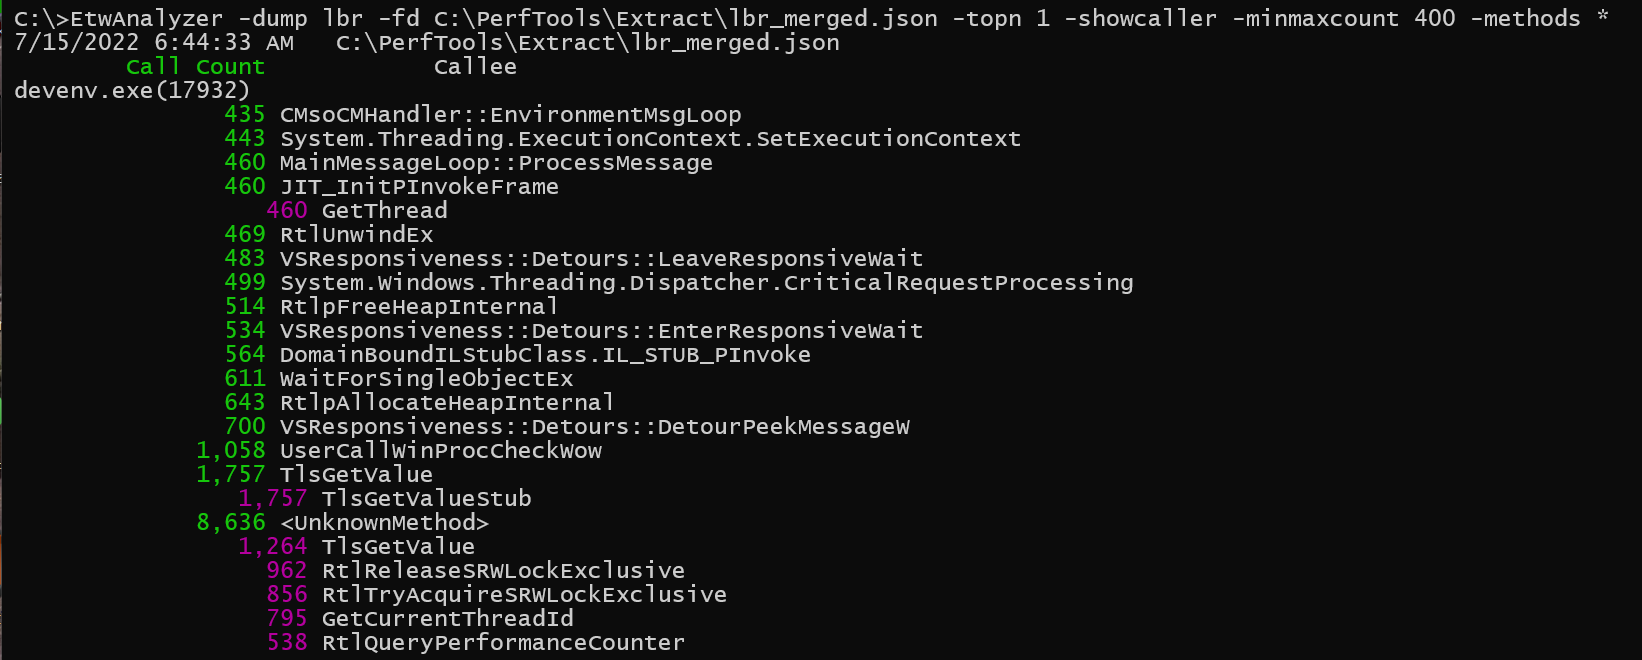 C:\>EtwAnalyzer -dump lbr -fd C:\PerfTools\Extract\lbr_merged.json -topn 1 -showcaller -minmaxcount 400 -methods *
7/15/2022 6:44:33 AM   C:\PerfTools\Extract\lbr_merged.json
        Call Count            Callee
devenv.exe(17932)
               435 CMsoCMHandler::EnvironmentMsgLoop
               443 System.Threading.ExecutionContext.SetExecutionContext
               460 MainMessageLoop::ProcessMessage
               460 JIT_InitPInvokeFrame
                  460 GetThread
               469 RtlUnwindEx
               483 VSResponsiveness::Detours::LeaveResponsiveWait
               499 System.Windows.Threading.Dispatcher.CriticalRequestProcessing
               514 RtlpFreeHeapInternal
               534 VSResponsiveness::Detours::EnterResponsiveWait
               564 DomainBoundILStubClass.IL_STUB_PInvoke
               611 WaitForSingleObjectEx
               643 RtlpAllocateHeapInternal
               700 VSResponsiveness::Detours::DetourPeekMessageW
             1,058 UserCallWinProcCheckWow
             1,757 TlsGetValue
                1,757 TlsGetValueStub
             8,636 <UnknownMethod>
                1,264 TlsGetValue
                  962 RtlReleaseSRWLockExclusive
                  856 RtlTryAcquireSRWLockExclusive
                  795 GetCurrentThreadId
                  538 RtlQueryPerformanceCounter